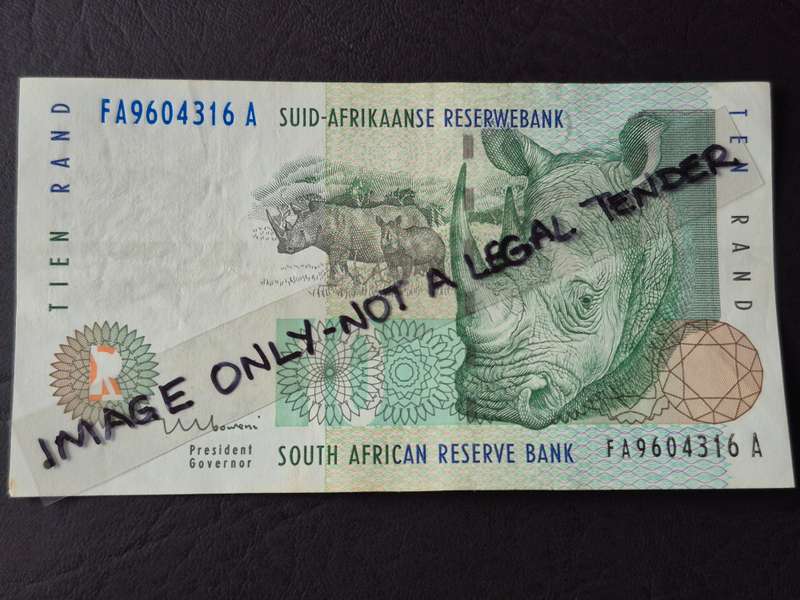 FA9604316 A
SUID-AFRIKAANSE RESERWEBANK
TIEN RAND
TEN RAND
IMAGE ONLY-NOT A LEGAL TENDER.
R
President
Governor
SOUTH AFRICAN RESERVE BANK
FA9604316 A